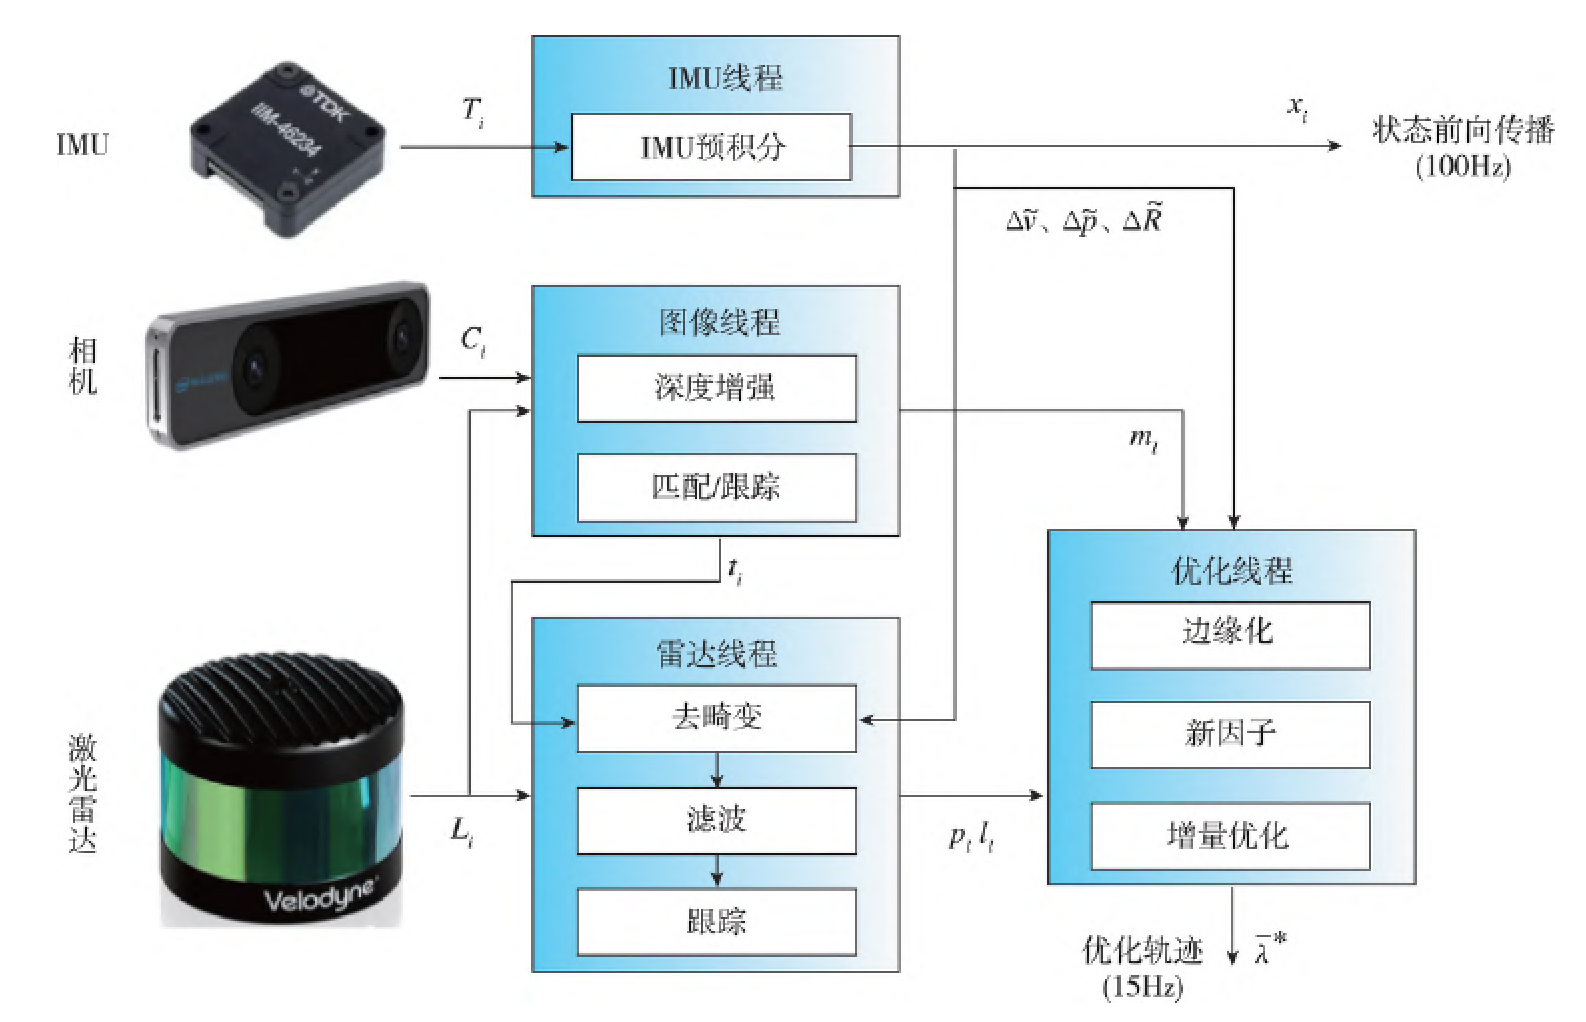 IMU
TDK
IIM-46234
T_i
IMU线程
IMU预积分
x_i
状态前向传播
(100Hz)
Δṽ、Δp̃、ΔR̃
相机
C_i
图像线程
深度增强
匹配/跟踪
m_i
t_i
激光雷达
Velodyne
L_i
雷达线程
去畸变
滤波
跟踪
p_i l_i
优化线程
边缘化
新因子
增量优化
优化轨迹
(15Hz)
λ̄*